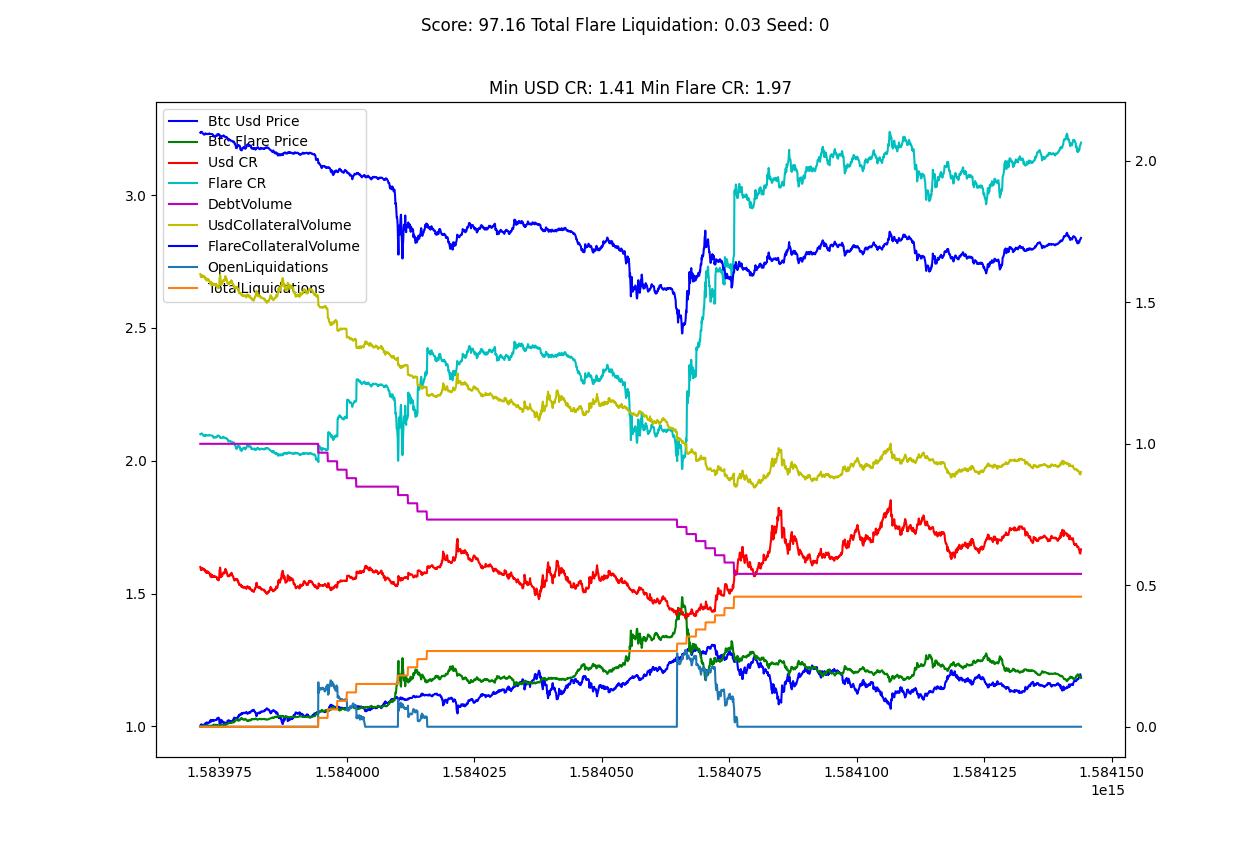 Score: 97.16 Total Flare Liquidation: 0.03 Seed: 0
Min USD CR: 1.41 Min Flare CR: 1.97
Btc Usd Price
Btc Flare Price
Usd CR
Flare CR
DebtVolume
UsdCollateralVolume
FlareCollateralVolume
OpenLiquidations
TotalLiquidations
3.0
2.5
2.0
1.5
1.0
2.0
1.5
1.0
0.5
0.0
1.583975
1.584000
1.584025
1.584050
1.584075
1.584100
1.584125
1.584150
1e15